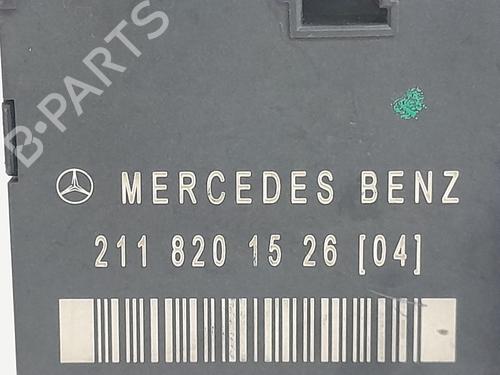 B-PARTS
MERCEDES BENZ
211 820 15 26 [04]